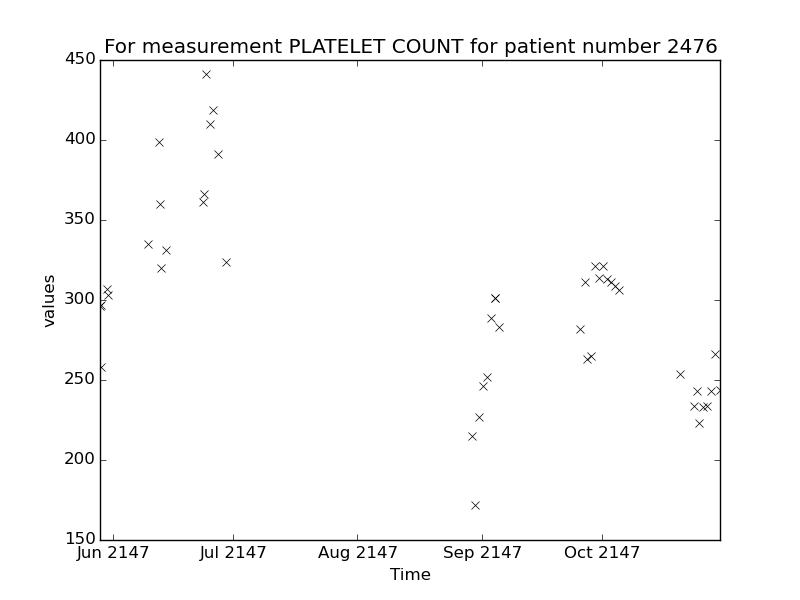 For measurement PLATELET COUNT for patient number 2476
450
400
350
300
250
200
150
values
Jun 2147 Jul 2147 Aug 2147 Sep 2147 Oct 2147
Time